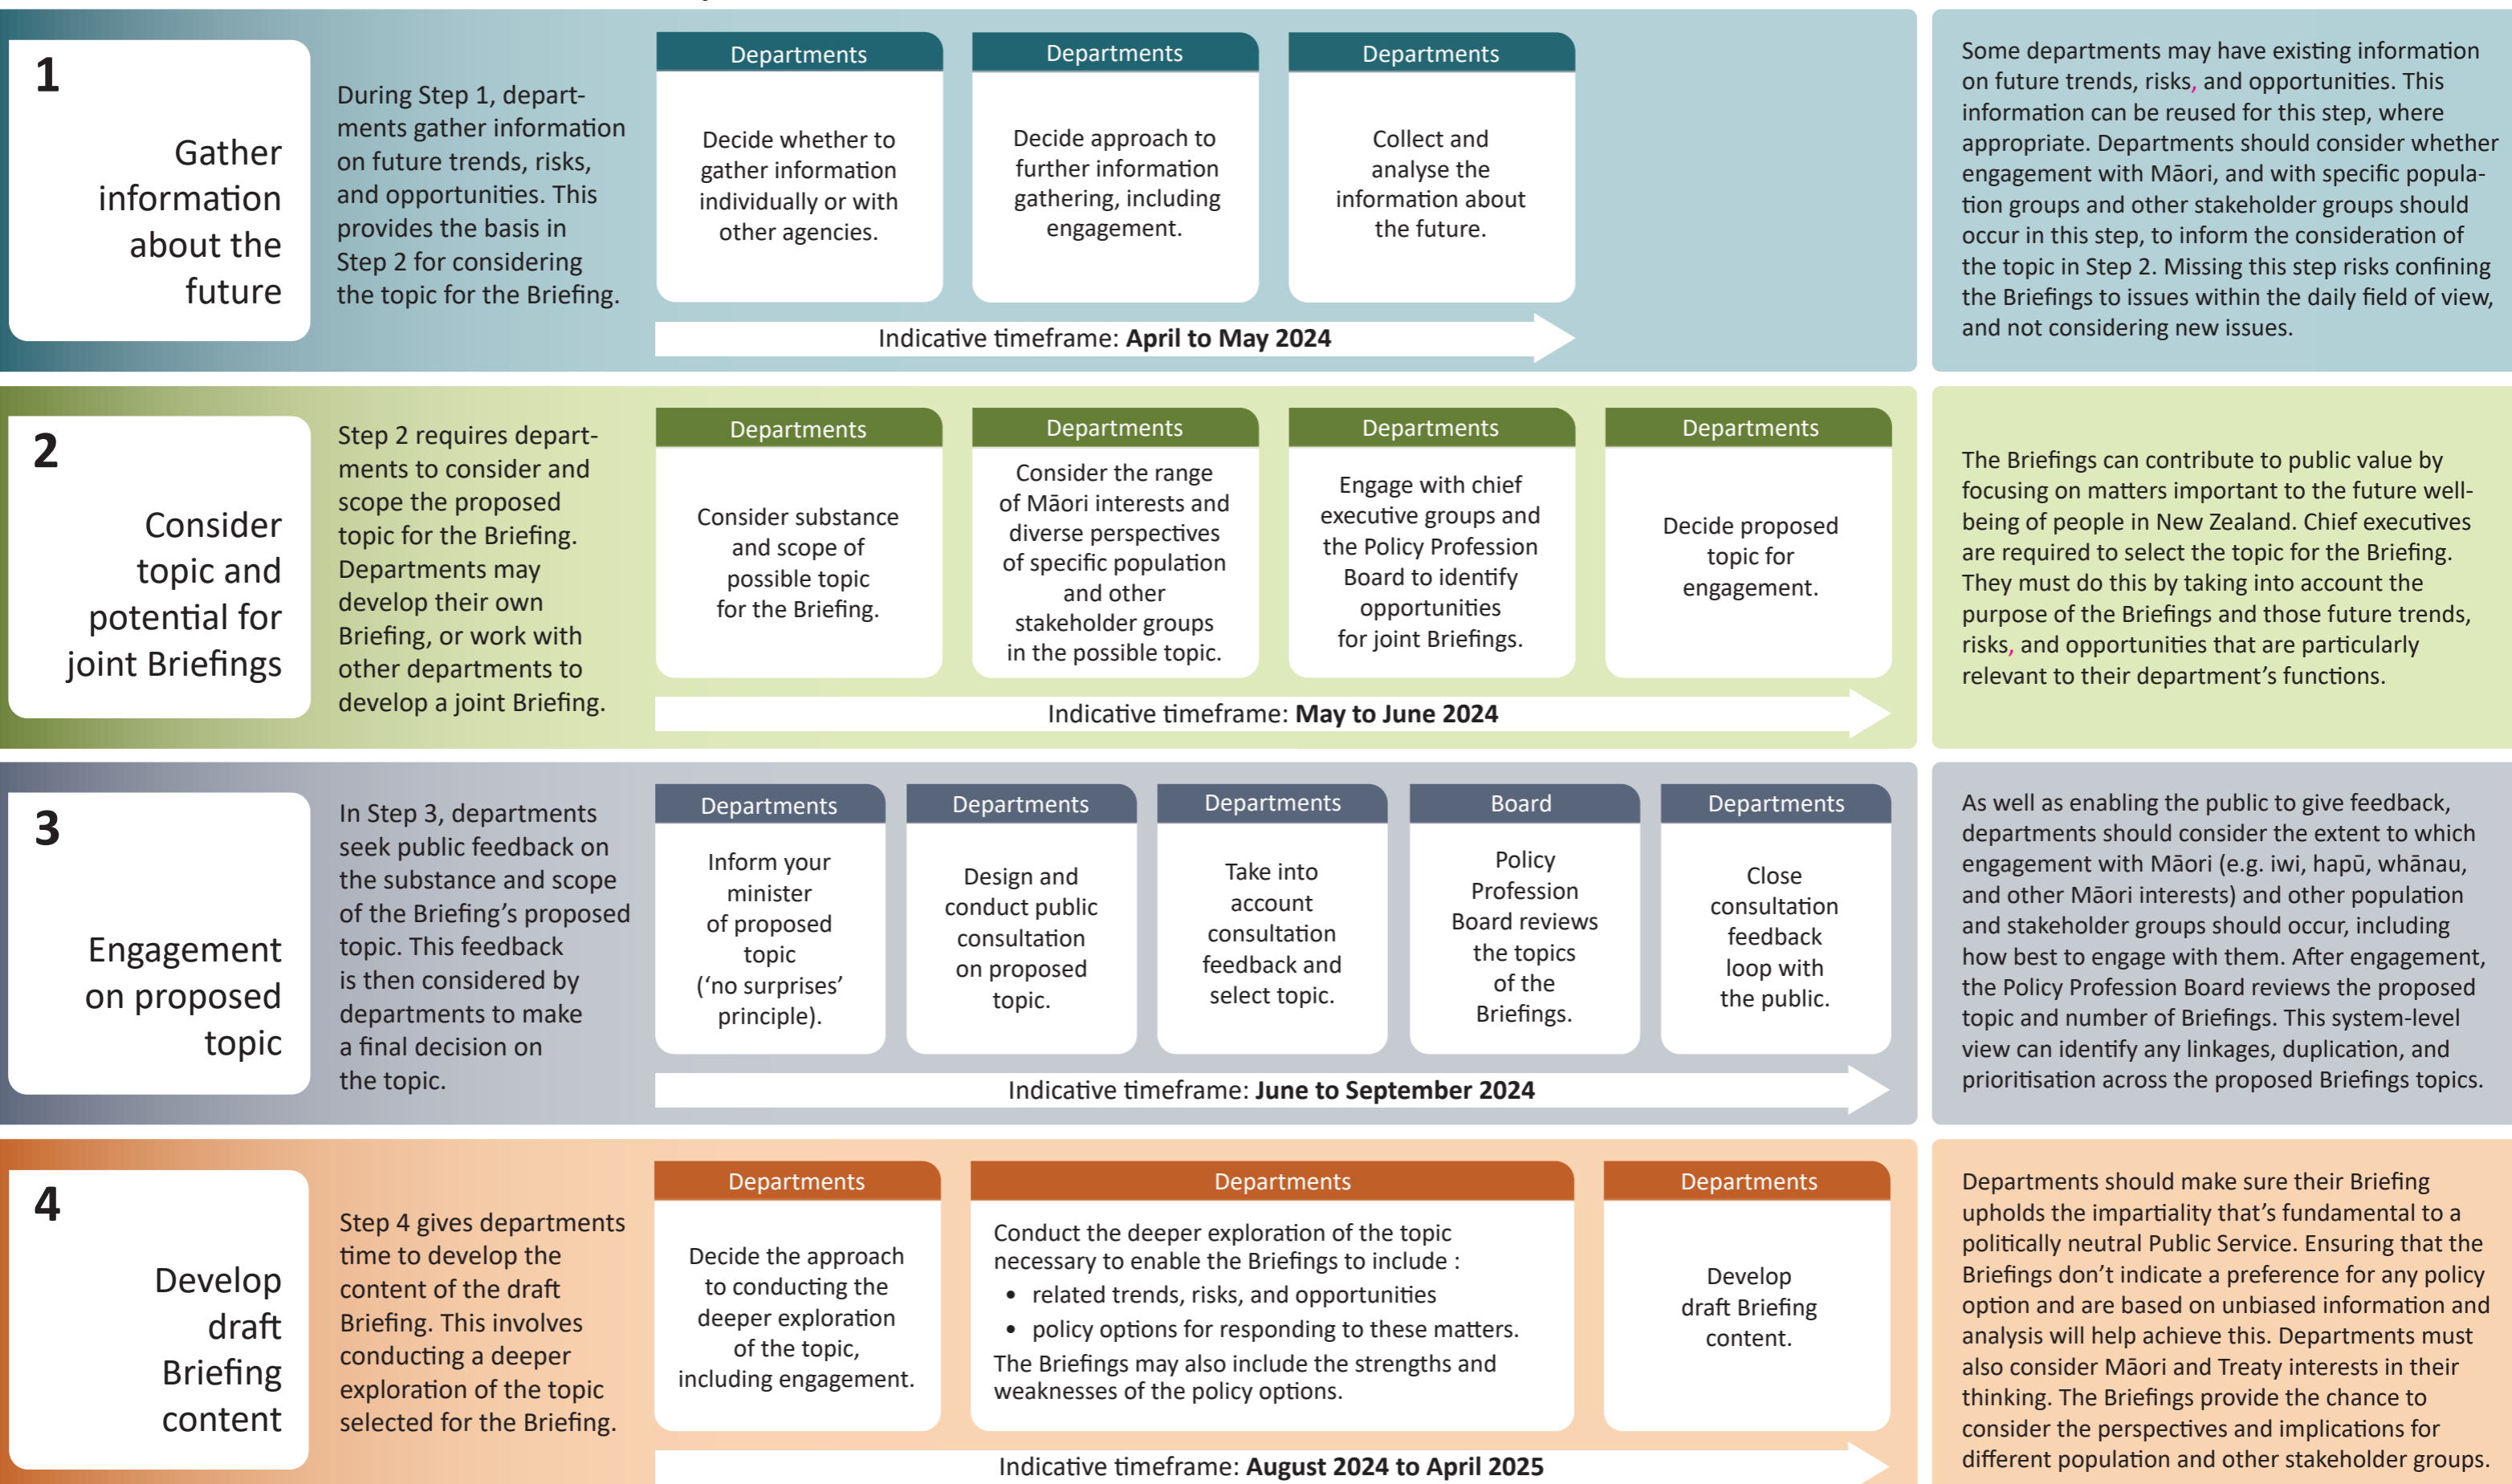 1
Gather
information
about the
future
During Step 1, depart-
ments gather information
on future trends, risks,
and opportunities. This
provides the basis in
Step 2 for considering
the topic for the Briefing.
Departments
Decide whether to
gather information
individually or with
other agencies.
Departments
Decide approach to
further information
gathering, including
engagement.
Departments
Collect and
analyse the
information about
the future.
Indicative timeframe: April to May 2024
Some departments may have existing information
on future trends, risks, and opportunities. This
information can be reused for this step, where
appropriate. Departments should consider whether
engagement with Māori, and with specific popula-
tion groups and other stakeholder groups should
occur in this step, to inform the consideration of
the topic in Step 2. Missing this step risks confining
the Briefings to issues within the daily field of view,
and not considering new issues.
2
Consider
topic and
potential for
joint Briefings
Step 2 requires depart-
ments to consider and
scope the proposed
topic for the Briefing.
Departments may
develop their own
Briefing, or work with
other departments to
develop a joint Briefing.
Departments
Consider substance
and scope of
possible topic
for the Briefing.
Departments
Consider the range
of Māori interests and
diverse perspectives
of specific population
and other
stakeholder groups
in the possible topic.
Departments
Engage with chief
executive groups and
the Policy Profession
Board to identify
opportunities
for joint Briefings.
Departments
Decide proposed
topic for
engagement.
Indicative timeframe: May to June 2024
The Briefings can contribute to public value by
focusing on matters important to the future well-
being of people in New Zealand. Chief executives
are required to select the topic for the Briefing.
They must do this by taking into account the
purpose of the Briefings and those future trends,
risks, and opportunities that are particularly
relevant to their department's functions.
3
Engagement
on proposed
topic
In Step 3, departments
seek public feedback on
the substance and scope
of the Briefing's proposed
topic. This feedback
is then considered by
departments to make
a final decision on
the topic.
Departments
Inform your
minister
of proposed
topic
('no surprises'
principle).
Departments
Design and
conduct public
consultation
on proposed
topic.
Departments
Take into
account
consultation
feedback and
select topic.
Board
Policy
Profession
Board reviews
the topics
of the
Briefings.
Departments
Close
consultation
feedback
loop with
the public.
Indicative timeframe: June to September 2024
As well as enabling the public to give feedback,
departments should consider the extent to which
engagement with Māori (e.g. iwi, hapū, whānau,
and other Māori interests) and other population
and stakeholder groups should occur, including
how best to engage with them. After engagement,
the Policy Profession Board reviews the proposed
topic and number of Briefings. This system-level
view can identify any linkages, duplication, and
prioritisation across the proposed Briefings topics.
4
Develop
draft
Briefing
content
Step 4 gives departments
time to develop the
content of the draft
Briefing. This involves
conducting a deeper
exploration of the topic
selected for the Briefing.
Departments
Decide the approach
to conducting the
deeper exploration
of the topic,
including engagement.
Departments
Conduct the deeper exploration of the topic
necessary to enable the Briefings to include :
• related trends, risks, and opportunities
• policy options for responding to these matters.
The Briefings may also include the strengths and
weaknesses of the policy options.
Departments
Develop
draft Briefing
content.
Indicative timeframe: August 2024 to April 2025
Departments should make sure their Briefing
upholds the impartiality that's fundamental to a
politically neutral Public Service. Ensuring that the
Briefings don't indicate a preference for any policy
option and are based on unbiased information and
analysis will help achieve this. Departments must
also consider Māori and Treaty interests in their
thinking. The Briefings provide the chance to
consider the perspectives and implications for
different population and other stakeholder groups.